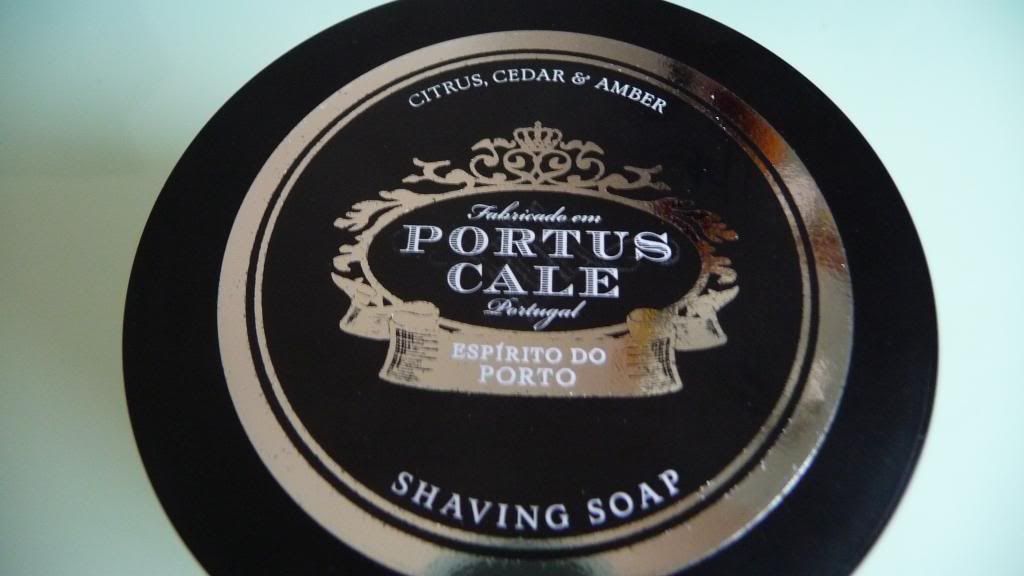 CITRUS, CEDAR & AMBER
Fabricado em
PORTUS
CALE
Portugal
ESPÍRITO DO
PORTO
SHAVING SOAP